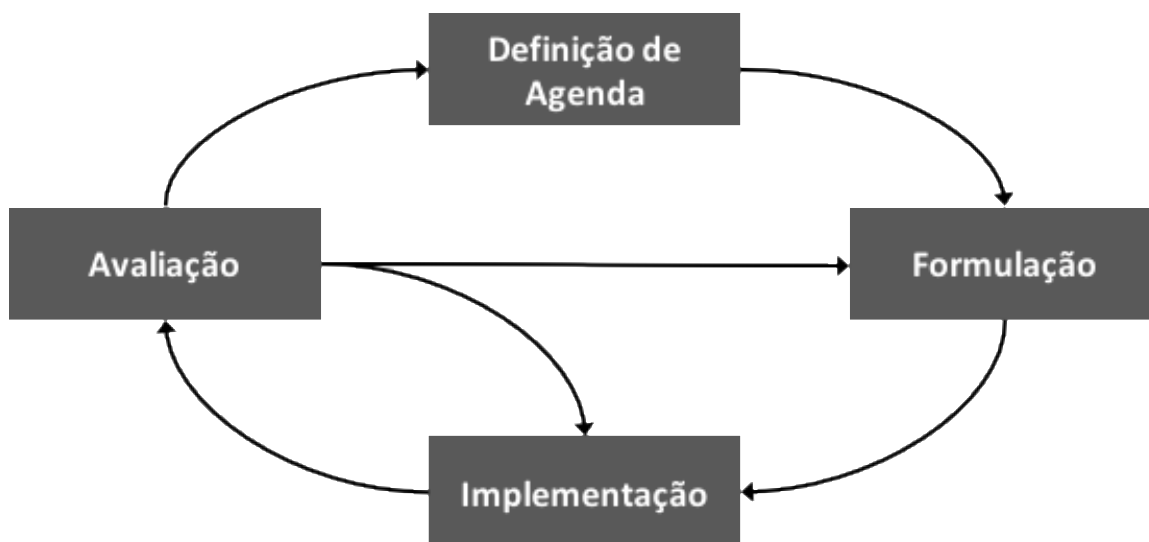 Definição de
Agenda
Avaliação
Formulação
Implementação